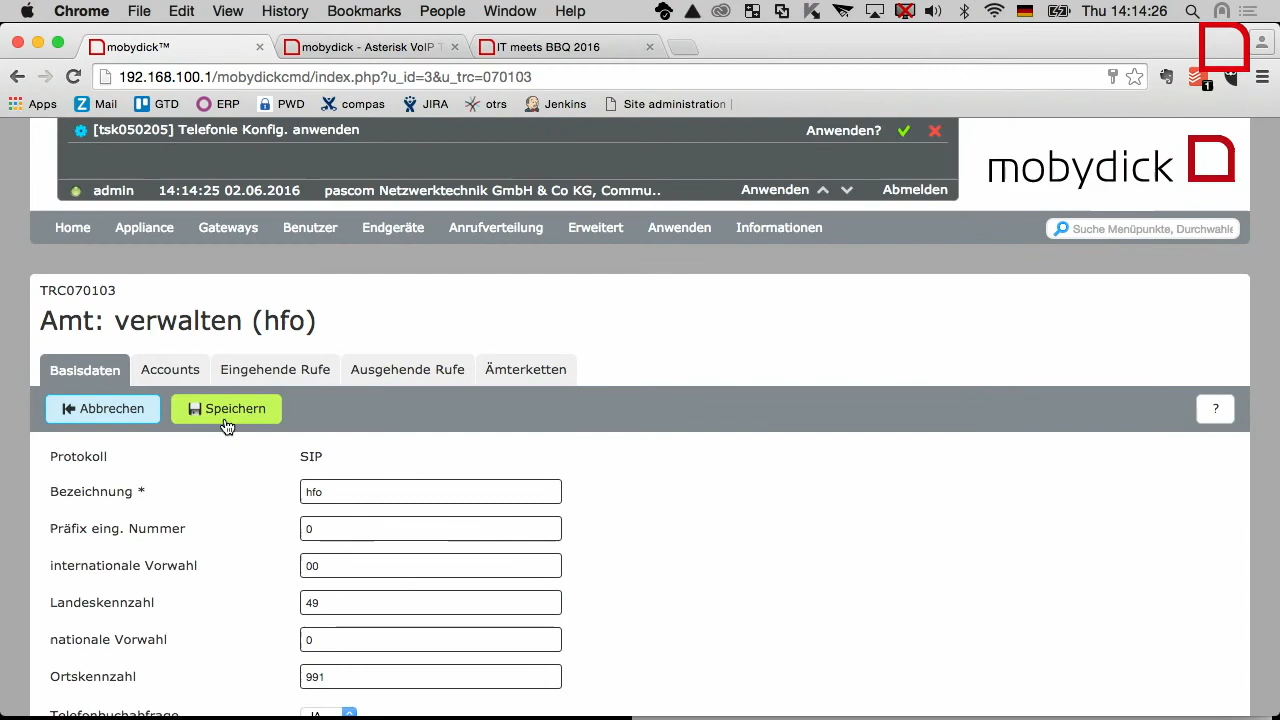 Chrome File Edit View History Bookmarks People Window Help Thu 14:14:26
mobydick™ mobydick - Asterisk VoIP T IT meets BBQ 2016
192.168.100.1/mobydickcmd/index.php?u_id=3&u_trc=070103
1
Apps Mail GTD ERP PWD compas JIRA otrs Jenkins Site administration
[tsk050205] Telefonie Konfig. anwenden Anwenden?
mobydick
admin 14:14:25 02.06.2016 pascom Netzwerktechnik GmbH & Co KG, Commu.. Anwenden Abmelden
Home Appliance Gateways Benutzer Endgeräte Anrufverteilung Erweitert Anwenden Informationen Suche Menüpunkte, Durchwahle
TRC070103
Amt: verwalten (hfo)
Basisdaten Accounts Eingehende Rufe Ausgehende Rufe Ämterketten
Abbrechen Speichern ?
Protokoll SIP
Bezeichnung * hfo
Präfix eing. Nummer 0
internationale Vorwahl 00
Landeskennzahl 49
nationale Vorwahl 0
Ortskennzahl 991
Telefonbuchabfrage JA